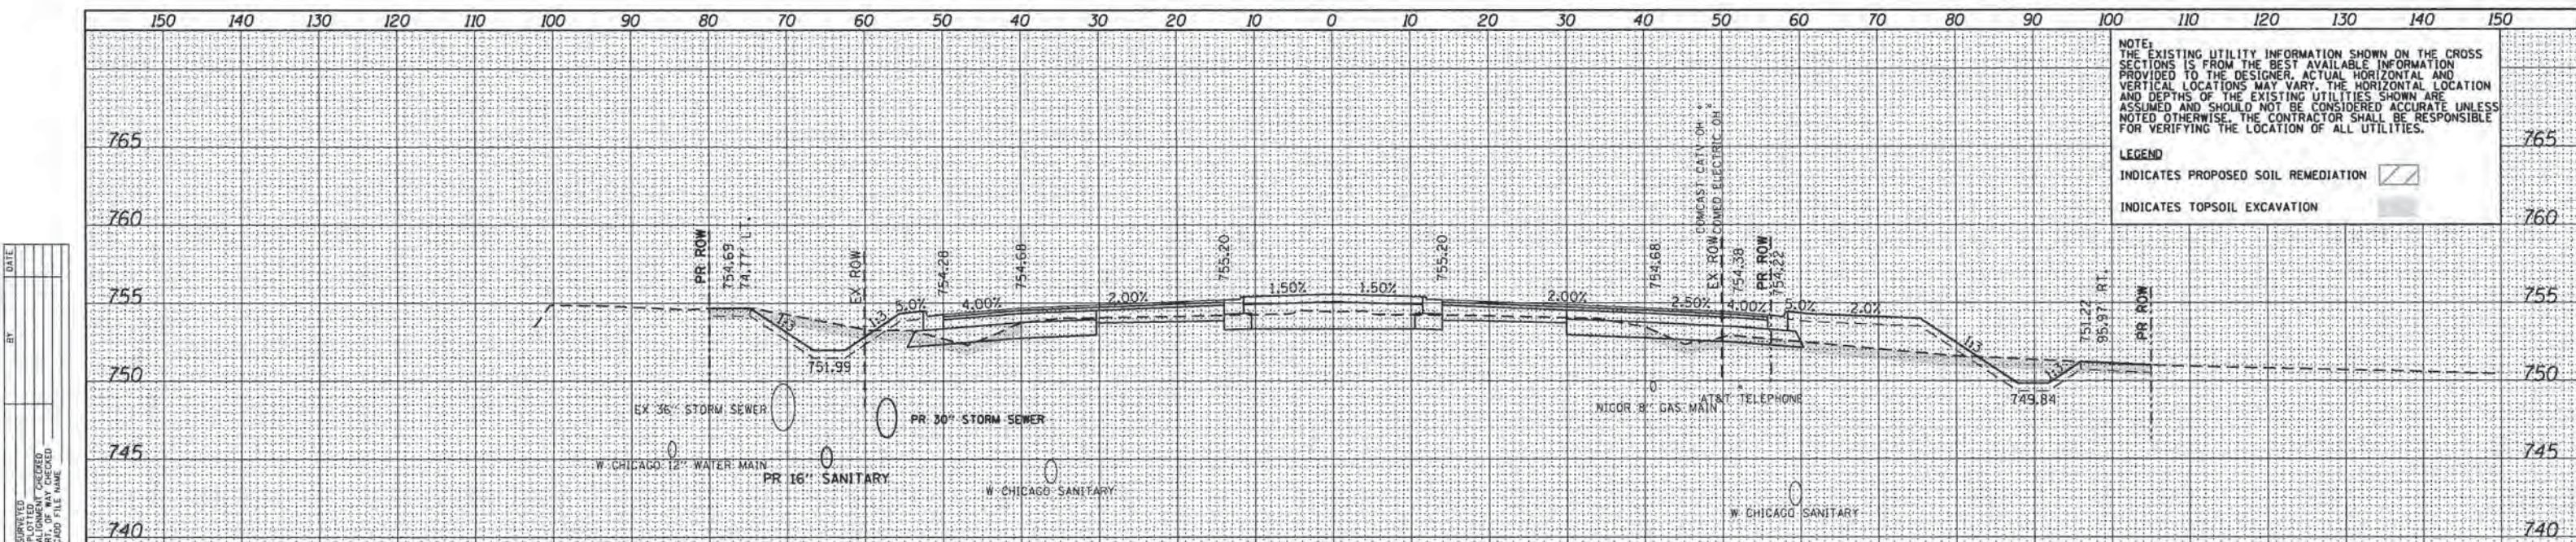 150 140 130 120 110 100 90 80 70 60 50 40 30 20 10 0 10 20 30 40 50 60 70 80 90 100 110 120 130 140 150
NOTE:
THE EXISTING UTILITY INFORMATION SHOWN ON THE CROSS
SECTIONS IS FROM THE BEST AVAILABLE INFORMATION
PROVIDED TO THE DESIGNER. ACTUAL HORIZONTAL AND
VERTICAL LOCATIONS MAY VARY. THE HORIZONTAL LOCATION
AND DEPTHS OF THE EXISTING UTILITIES SHOWN ARE
ASSUMED AND SHOULD NOT BE CONSIDERED ACCURATE UNLESS
NOTED OTHERWISE. THE CONTRACTOR SHALL BE RESPONSIBLE
FOR VERIFYING THE LOCATION OF ALL UTILITIES.
LEGEND
INDICATES PROPOSED SOIL REMEDIATION
INDICATES TOPSOIL EXCAVATION
765 765
760 760
755 755
750 750
745 745
740 740
PR ROW
754.69
74.77' LT.
EX ROW
754.28
754.68
755.20
755.20
754.68
COMCAST CATV OH *
COMED ELECTRIC OH *
EX ROW
754.38
PR ROW
754.22
751.22
95.97' RT.
PR ROW
1:3
751.99
1:3
5.0%
4.00%
2.00%
1.50%
1.50%
2.00%
2.50%
4.00%
5.0%
2.0%
1:3
749.84
1:3
EX 36" STORM SEWER
PR 30" STORM SEWER
W CHICAGO 12" WATER MAIN
PR 16" SANITARY
W CHICAGO SANITARY
NICOR 8" GAS MAIN
AT&T TELEPHONE *
W CHICAGO SANITARY
DATE
BY
SURVEYED
PLOTTED
ALIGNMENT CHECKED
RT. OF WAY CHECKED
CADD FILE NAME